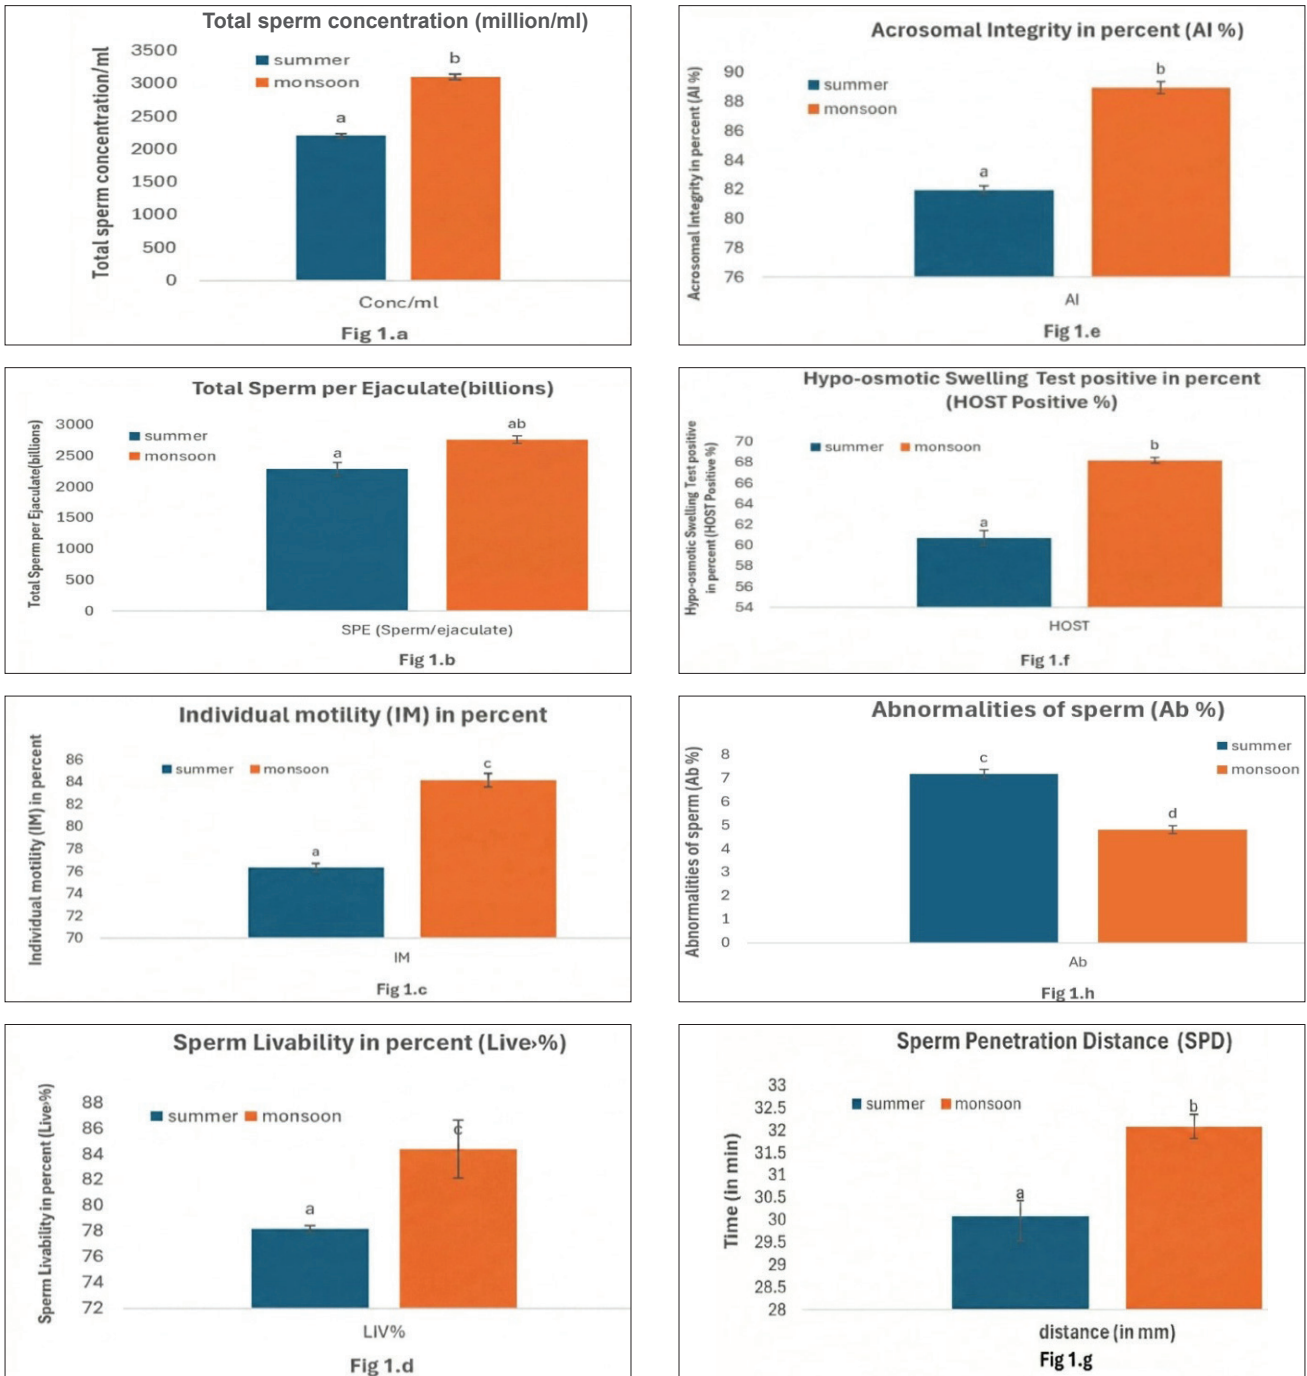 Total sperm concentration (million/ml)
Total sperm concentration/ml
3500
3000
2500
2000
1500
1000
500
0
summer
monsoon
a
b
Conc/ml
Fig 1.a
Total Sperm per Ejaculate(billions)
Total Sperm per Ejaculate(billions)
3000
2500
2000
1500
1000
500
0
summer
monsoon
a
ab
SPE (Sperm/ejaculate)
Fig 1.b
Individual motility (IM) in percent
Individual motility (IM) in percent
86
84
82
80
78
76
74
72
70
summer monsoon
a
c
IM
Fig 1.c
Sperm Livability in percent (Live›%)
Sperm Livability in percent (Live›%)
88
86
84
82
80
78
76
74
72
summer monsoon
a
c
LIV%
Fig 1.d
Acrosomal Integrity in percent (AI %)
Acrosomal Integrity in percent (AI %)
90
88
86
84
82
80
78
76
summer
monsoon
a
b
AI
Fig 1.e
Hypo-osmotic Swelling Test positive in percent
(HOST Positive %)
Hypo-osmotic Swelling Test positive
in percent (HOST Positive %)
70
68
66
64
62
60
58
56
54
summer monsoon
a
b
HOST
Fig 1.f
Abnormalities of sperm (Ab %)
Abnormalities of sperm (Ab %)
8
7
6
5
4
3
2
1
0
summer
monsoon
c
d
Ab
Fig 1.h
Sperm Penetration Distance (SPD)
Time (in min)
33
32.5
32
31.5
31
30.5
30
29.5
29
28.5
28
summer monsoon
a
b
distance (in mm)
Fig 1.g